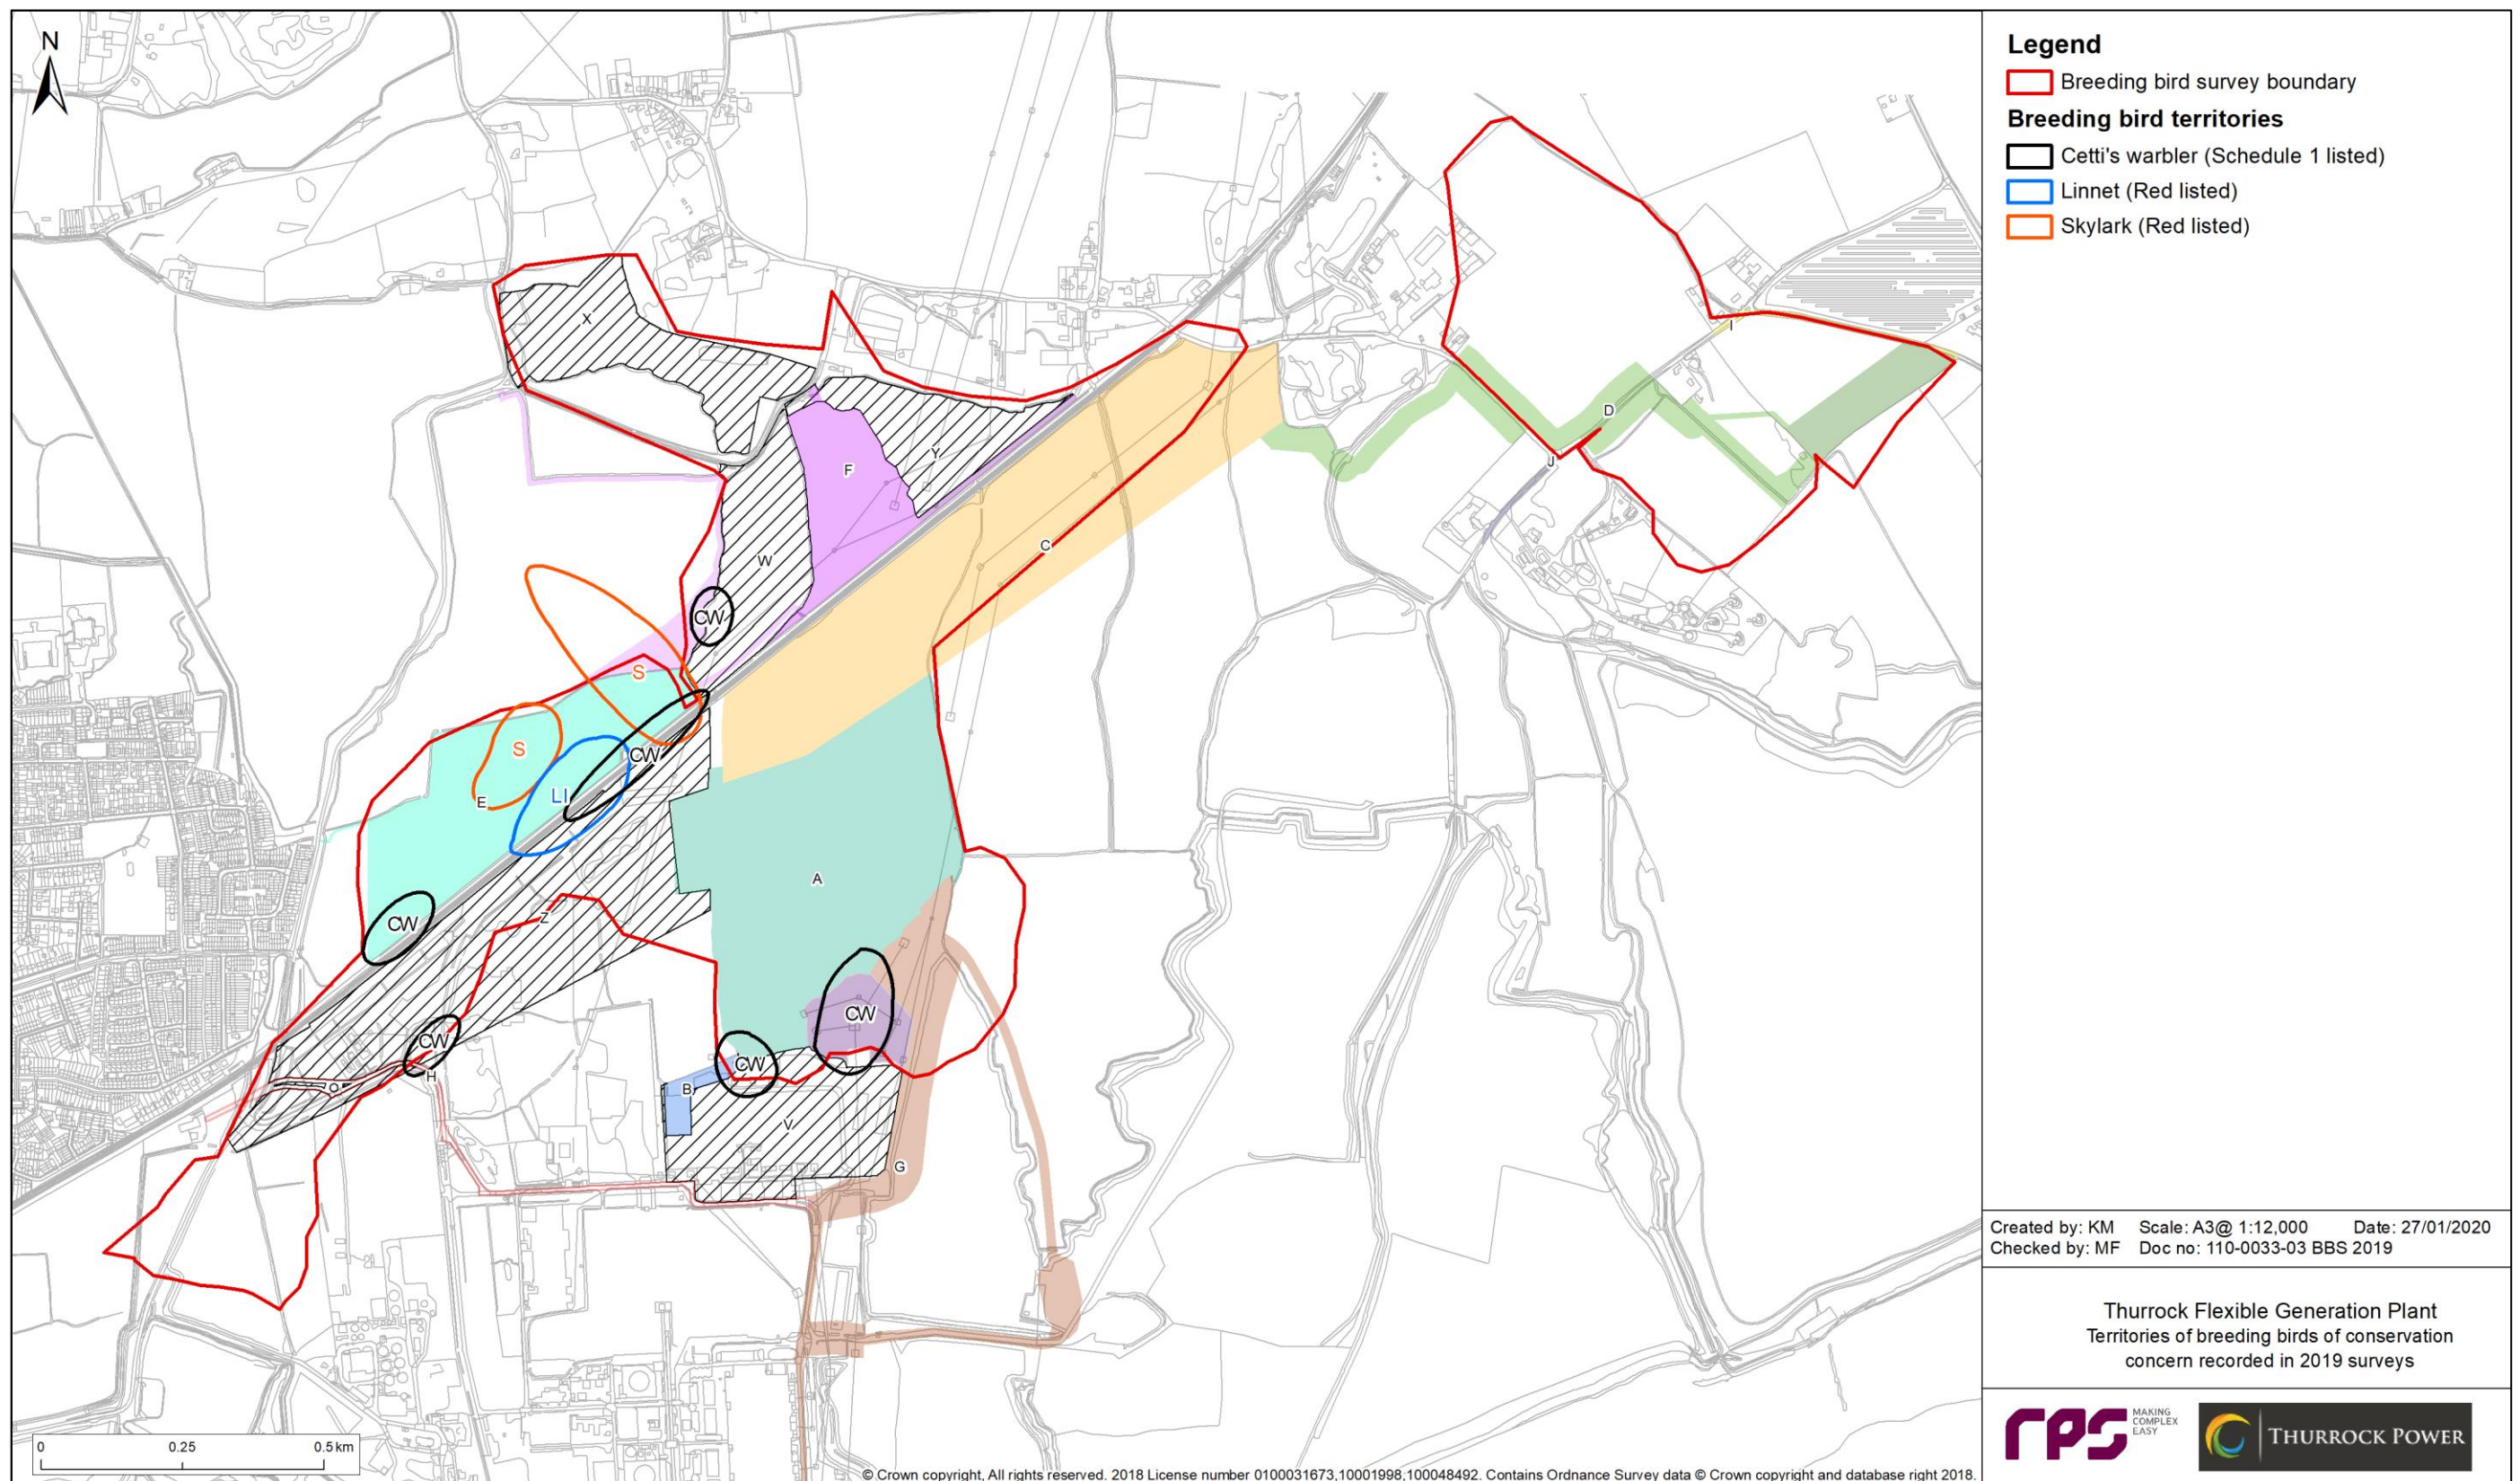 N
X
F
Y
W
C
D
I
J
CW
S
S
CW
E
LI
A
CW
Z
CW
CW
CW
H
B
V
G
0 0.25 0.5 km
© Crown copyright, All rights reserved. 2018 License number 0100031673,10001998,100048492. Contains Ordnance Survey data © Crown copyright and database right 2018.
Legend
Breeding bird survey boundary
Breeding bird territories
Cetti's warbler (Schedule 1 listed)
Linnet (Red listed)
Skylark (Red listed)
Created by: KM Scale: A3@ 1:12,000 Date: 27/01/2020
Checked by: MF Doc no: 110-0033-03 BBS 2019
Thurrock Flexible Generation Plant
Territories of breeding birds of conservation
concern recorded in 2019 surveys
rps
MAKING
COMPLEX
EASY
THURROCK POWER